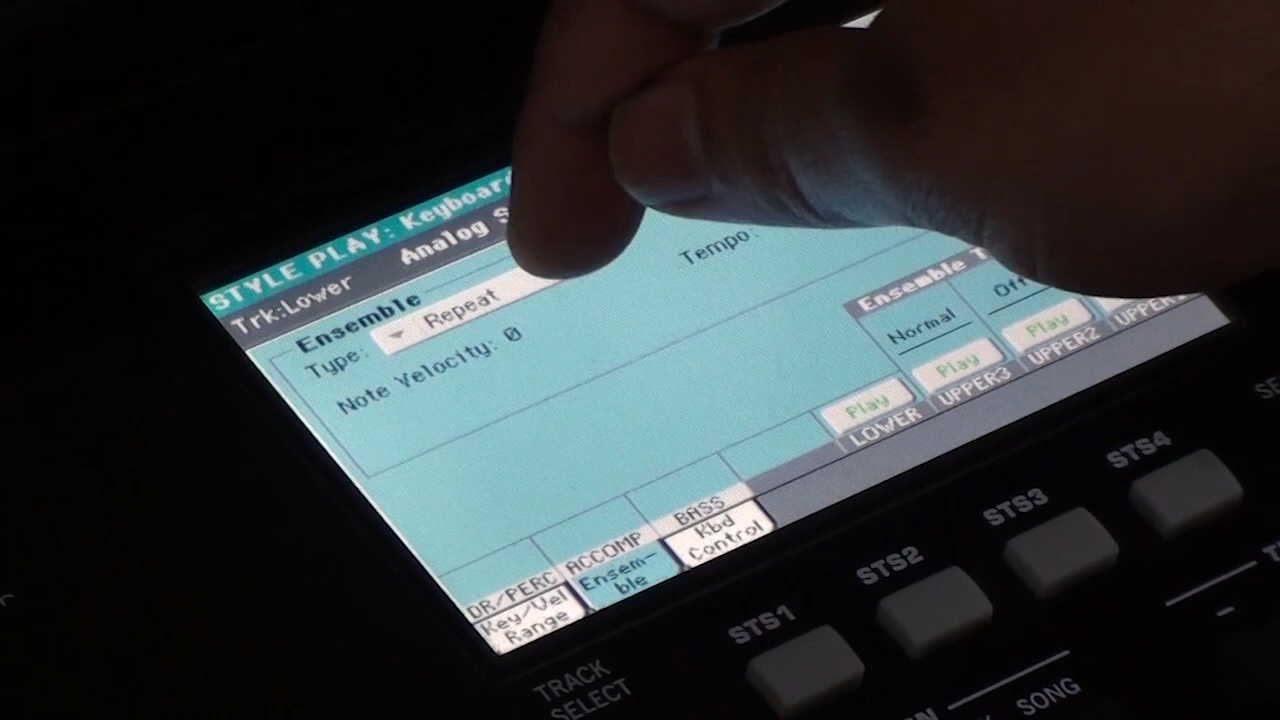 STYLE PLAY: Keyboard
Trk:Lower
Analog
Ensemble
Type:
Repeat
Tempo:
Note Velocity: 0
Ensemble
Normal
Off
Play
Play
Play
LOWER
UPPER3
UPPER2
UPPER1
DR/PERC
ACCOMP
BASS
Key/Vel
Range
Ensem-
ble
Kbd
Control
STS1
STS2
STS3
STS4
TRACK
SELECT
SONG